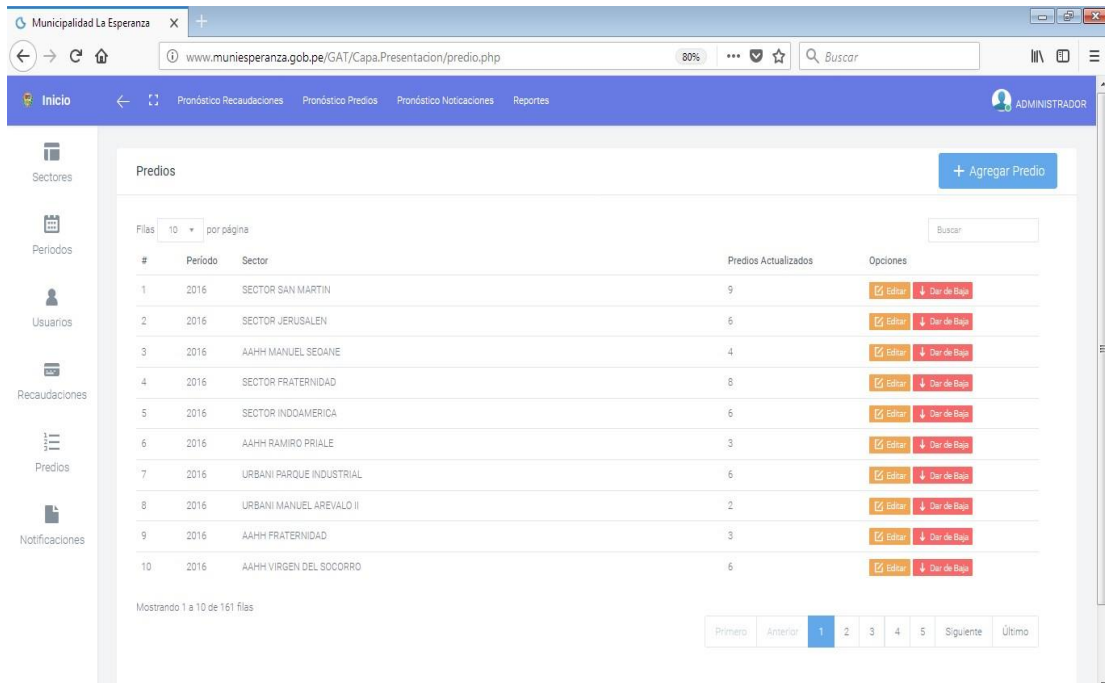 Municipalidad La Esperanza
www.muniesperanza.gob.pe/GAT/Capa.Presentacion/predio.php 80% Buscar
Inicio Pronóstico Recaudaciones Pronóstico Predios Pronóstico Noticaciones Reportes ADMINISTRADOR
Sectores
Periodos
Usuarios
Recaudaciones
Predios
Notificaciones
Predios + Agregar Predio
Filas 10 por página Buscar
# Período Sector Predios Actualizados Opciones
1 2016 SECTOR SAN MARTIN 9 Editar Dar de Baja
2 2016 SECTOR JERUSALEN 6 Editar Dar de Baja
3 2016 AAHH MANUEL SEOANE 4 Editar Dar de Baja
4 2016 SECTOR FRATERNIDAD 8 Editar Dar de Baja
5 2016 SECTOR INDOAMERICA 6 Editar Dar de Baja
6 2016 AAHH RAMIRO PRIALE 3 Editar Dar de Baja
7 2016 URBANI PARQUE INDUSTRIAL 6 Editar Dar de Baja
8 2016 URBANI MANUEL AREVALO II 2 Editar Dar de Baja
9 2016 AAHH FRATERNIDAD 3 Editar Dar de Baja
10 2016 AAHH VIRGEN DEL SOCORRO 6 Editar Dar de Baja
Mostrando 1 a 10 de 161 filas
Primero Anterior 1 2 3 4 5 Siguiente Último